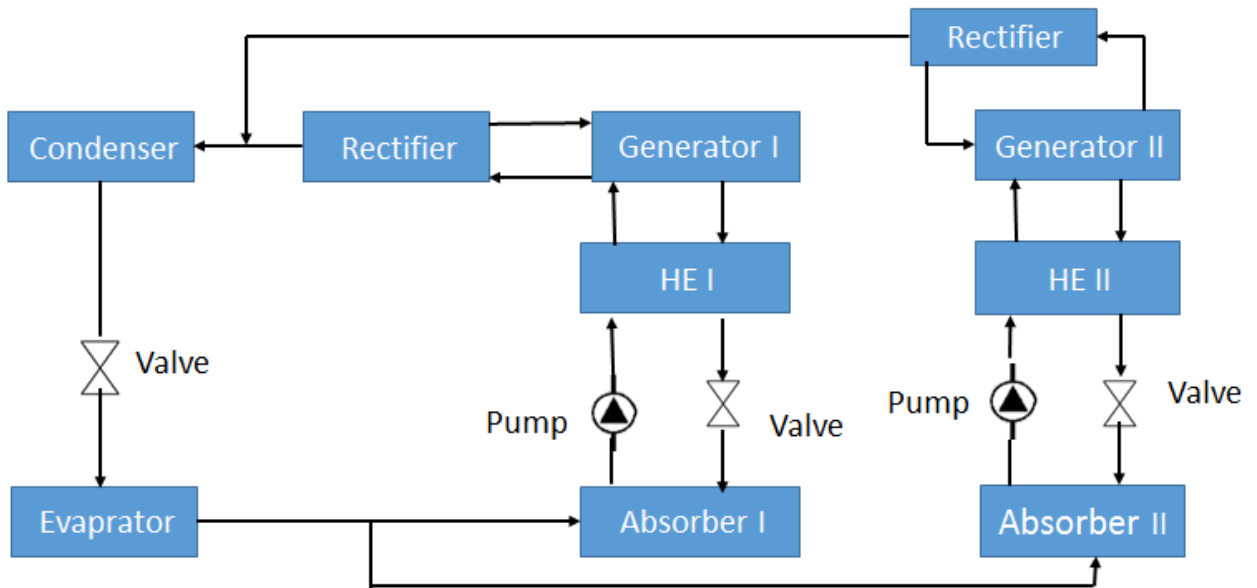 Rectifier
Condenser
Rectifier
Generator I
Generator II
HE I
HE II
Valve
Pump
Valve
Pump
Valve
Evaprator
Absorber I
Absorber II